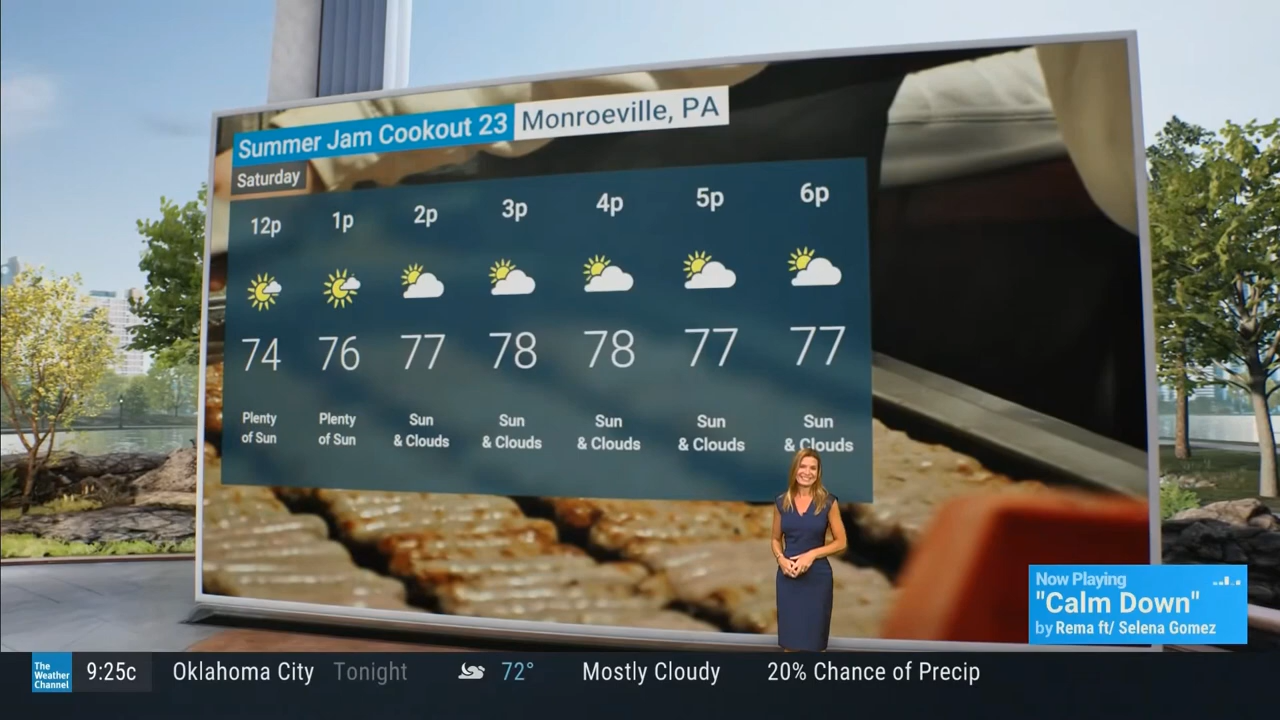 Summer Jam Cookout 23 Monroeville, PA
Saturday
12p 1p 2p 3p 4p 5p 6p
74 76 77 78 78 77 77
Plenty Plenty Sun Sun Sun Sun Sun
of Sun of Sun & Clouds & Clouds & Clouds & Clouds & Clouds
Now Playing
"Calm Down"
by Rema ft/ Selena Gomez
The
Weather
Channel
9:25c Oklahoma City Tonight 72° Mostly Cloudy 20% Chance of Precip